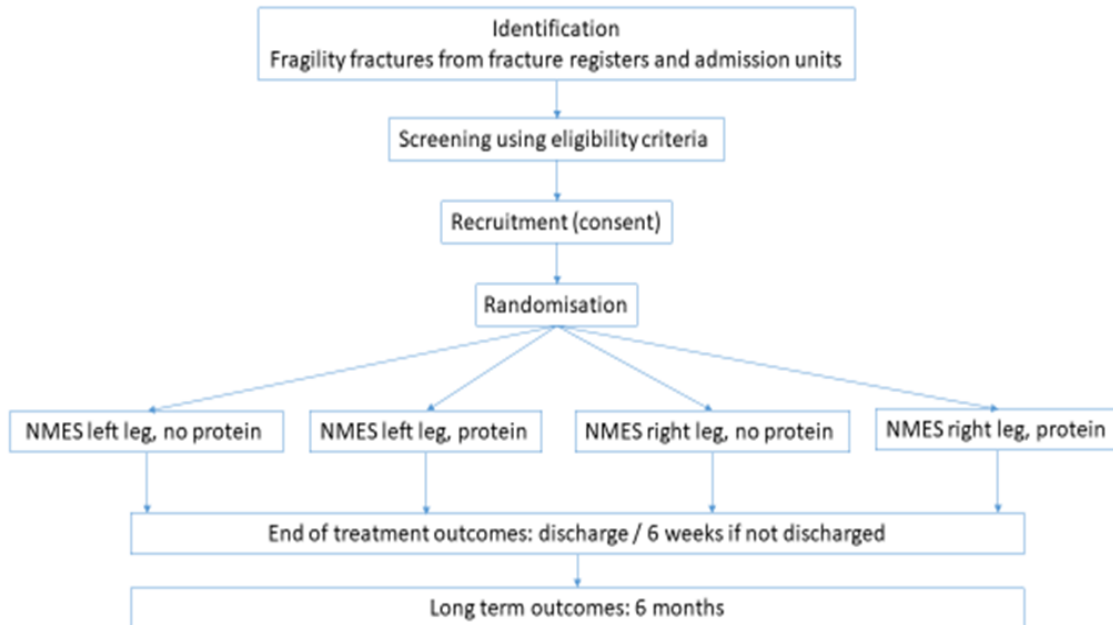 Identification
Fragility fractures from fracture registers and admission units
Screening using eligibility criteria
Recruitment (consent)
Randomisation
NMES left leg, no protein
NMES left leg, protein
NMES right leg, no protein
NMES right leg, protein
End of treatment outcomes: discharge / 6 weeks if not discharged
Long term outcomes: 6 months